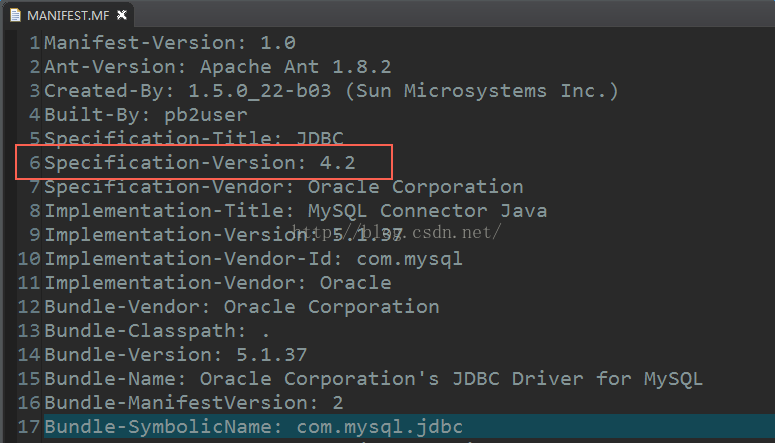 MANIFEST.MF
1 Manifest-Version: 1.0
2 Ant-Version: Apache Ant 1.8.2
3 Created-By: 1.5.0_22-b03 (Sun Microsystems Inc.)
4 Built-By: pb2user
5 Specification-Title: JDBC
6 Specification-Version: 4.2
7 Specification-Vendor: Oracle Corporation
8 Implementation-Title: MySQL Connector Java
http://blog.csdn.net/
9 Implementation-Version: 5.1.37
10 Implementation-Vendor-Id: com.mysql
11 Implementation-Vendor: Oracle
12 Bundle-Vendor: Oracle Corporation
13 Bundle-Classpath: .
14 Bundle-Version: 5.1.37
15 Bundle-Name: Oracle Corporation's JDBC Driver for MySQL
16 Bundle-ManifestVersion: 2
17 Bundle-SymbolicName: com.mysql.jdbc